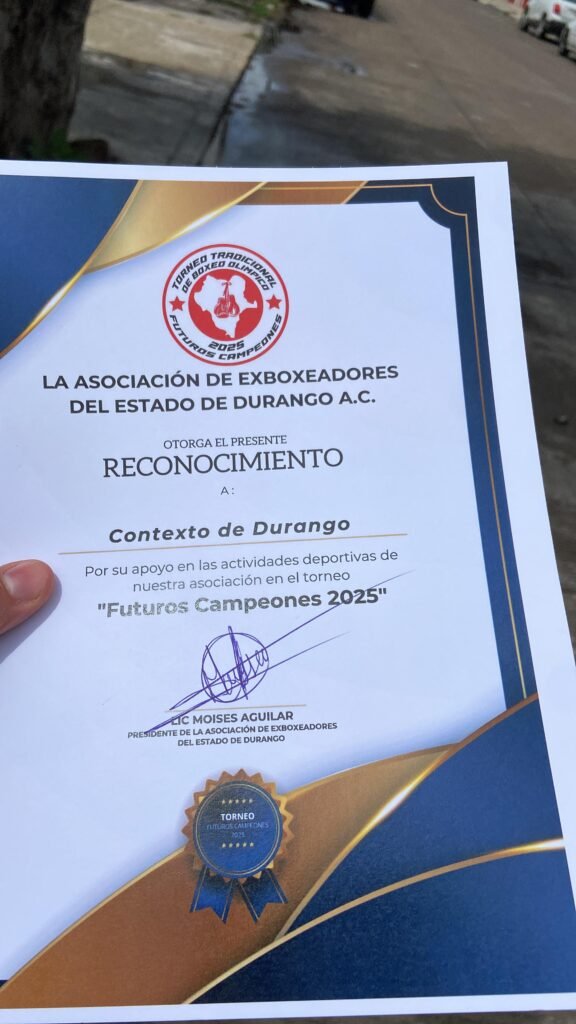 TORNEO TRADICIONAL
DE BOXEO OLIMPICO
2025
FUTUROS CAMPEONES
LA ASOCIACIÓN DE EXBOXEADORES
DEL ESTADO DE DURANGO A.C.
OTORGA EL PRESENTE
RECONOCIMIENTO
A :
Contexto de Durango
Por su apoyo en las actividades deportivas de
nuestra asociación en el torneo
"Futuros Campeones 2025"
LIC MOISES AGUILAR
PRESIDENTE DE LA ASOCIACIÓN DE EXBOXEADORES
DEL ESTADO DE DURANGO
TORNEO
FUTUROS CAMPEONES
2025